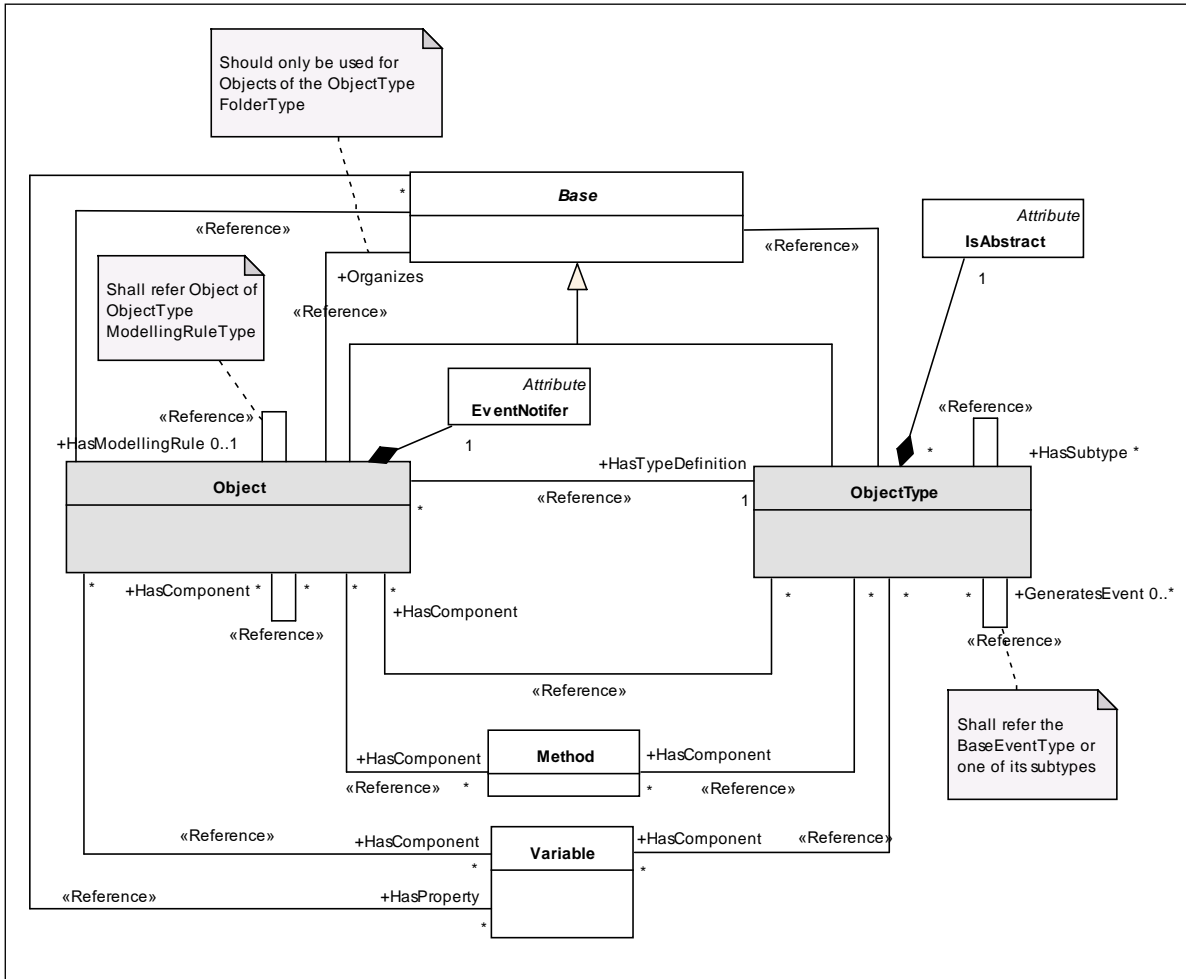 Should only be used for
Objects of the ObjectType
FolderType
*
Base
Attribute
IsAbstract
1
«Reference»
«Reference»
+Organizes
«Reference»
Shall refer Object of
ObjectType
ModellingRuleType
Attribute
EventNotifer
1
«Reference»
+HasModellingRule 0..1
«Reference»
*
+HasSubtype *
+HasTypeDefinition
«Reference»
*
1
Object
ObjectType
*
+HasComponent *
*
*
*
+HasComponent
«Reference»
*
*
*
*
+GeneratesEvent 0..*
«Reference»
«Reference»
Shall refer the
BaseEventType or
one of its subtypes
+HasComponent
«Reference»
*
Method
+HasComponent
*
«Reference»
«Reference»
+HasComponent
*
Variable
+HasComponent
*
«Reference»
«Reference»
+HasProperty
*